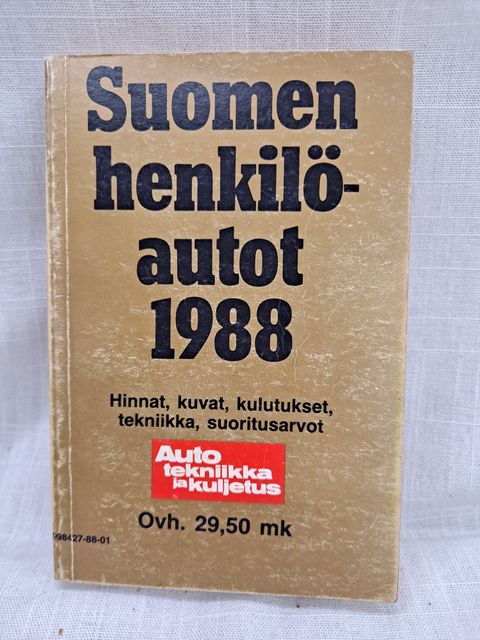 Suomen
henkilö-
autot
1988
Hinnat, kuvat, kulutukset,
tekniikka, suoritusarvot
Auto
tekniikka
ja kuljetus
Ovh. 29,50 mk
998427-88-01